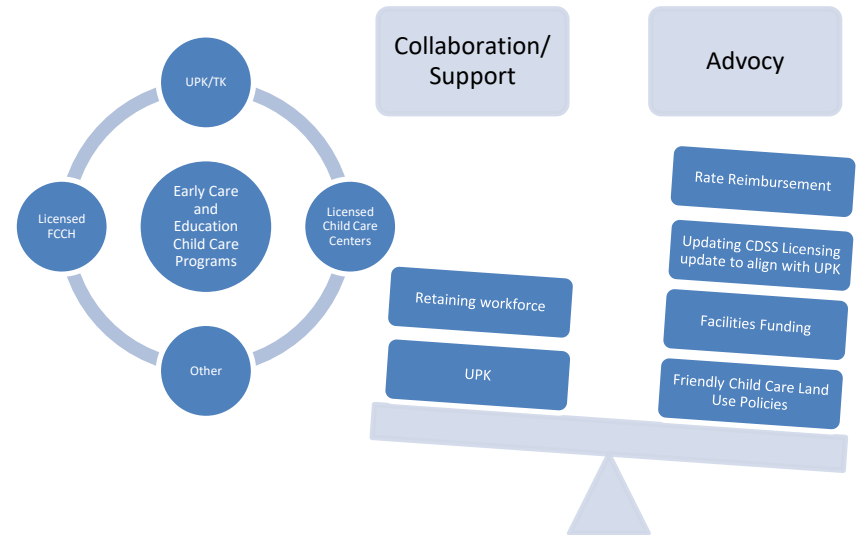 UPK/TK
Licensed
FCCH
Early Care
and
Education
Child Care
Programs
Licensed
Child Care
Centers
Other
Collaboration/
Support
Retaining workforce
UPK
Advocy
Rate Reimbursement
Updating CDSS Licensing
update to align with UPK
Facilities Funding
Friendly Child Care Land
Use Policies